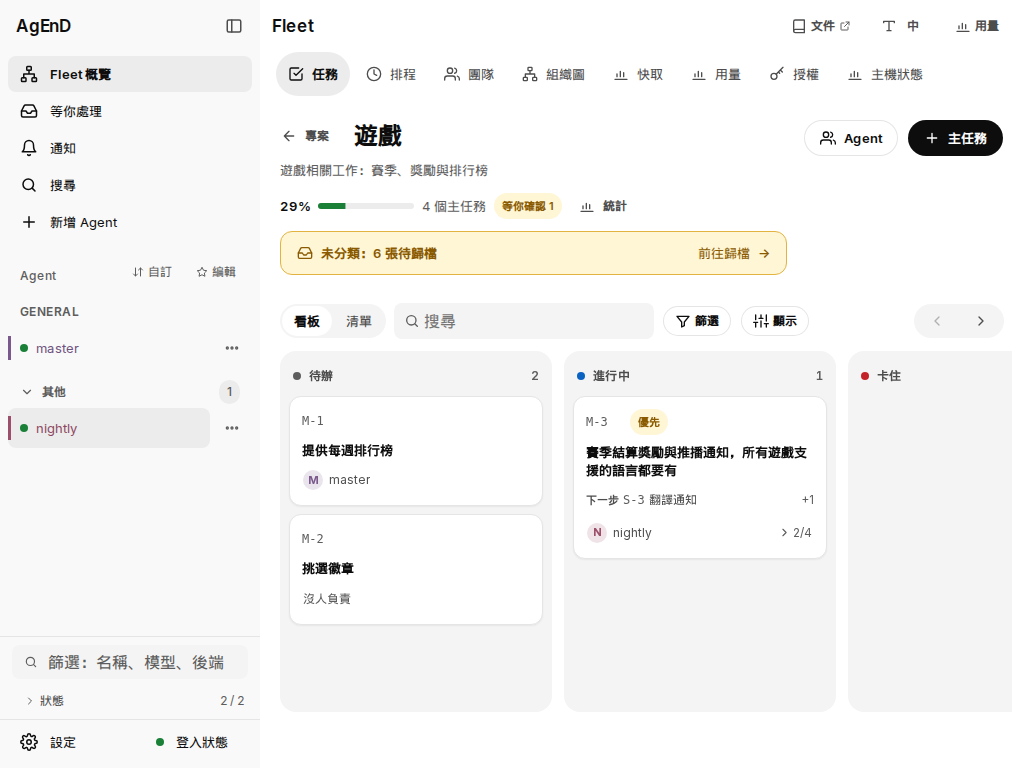 AgEnD
Fleet 概覽
等你處理
通知
搜尋
新增 Agent
Agent
自訂
編輯
GENERAL
master
其他
1
nightly
篩選：名稱、模型、後端
狀態
2 / 2
設定
登入狀態
Fleet
文件
中
用量
任務
排程
團隊
組織圖
快取
用量
授權
主機狀態
專案
遊戲
Agent
主任務
遊戲相關工作：賽季、獎勵與排行榜
29%
4 個主任務
等你確認 1
統計
未分類：6 張待歸檔
前往歸檔
看板
清單
搜尋
篩選
顯示
待辦
2
M-1
提供每週排行榜
M
master
M-2
挑選徽章
沒人負責
進行中
1
M-3
優先
賽季結算獎勵與推播通知，所有遊戲支
援的語言都要有
下一步 S-3 翻譯通知
+1
N
nightly
2/4
卡住